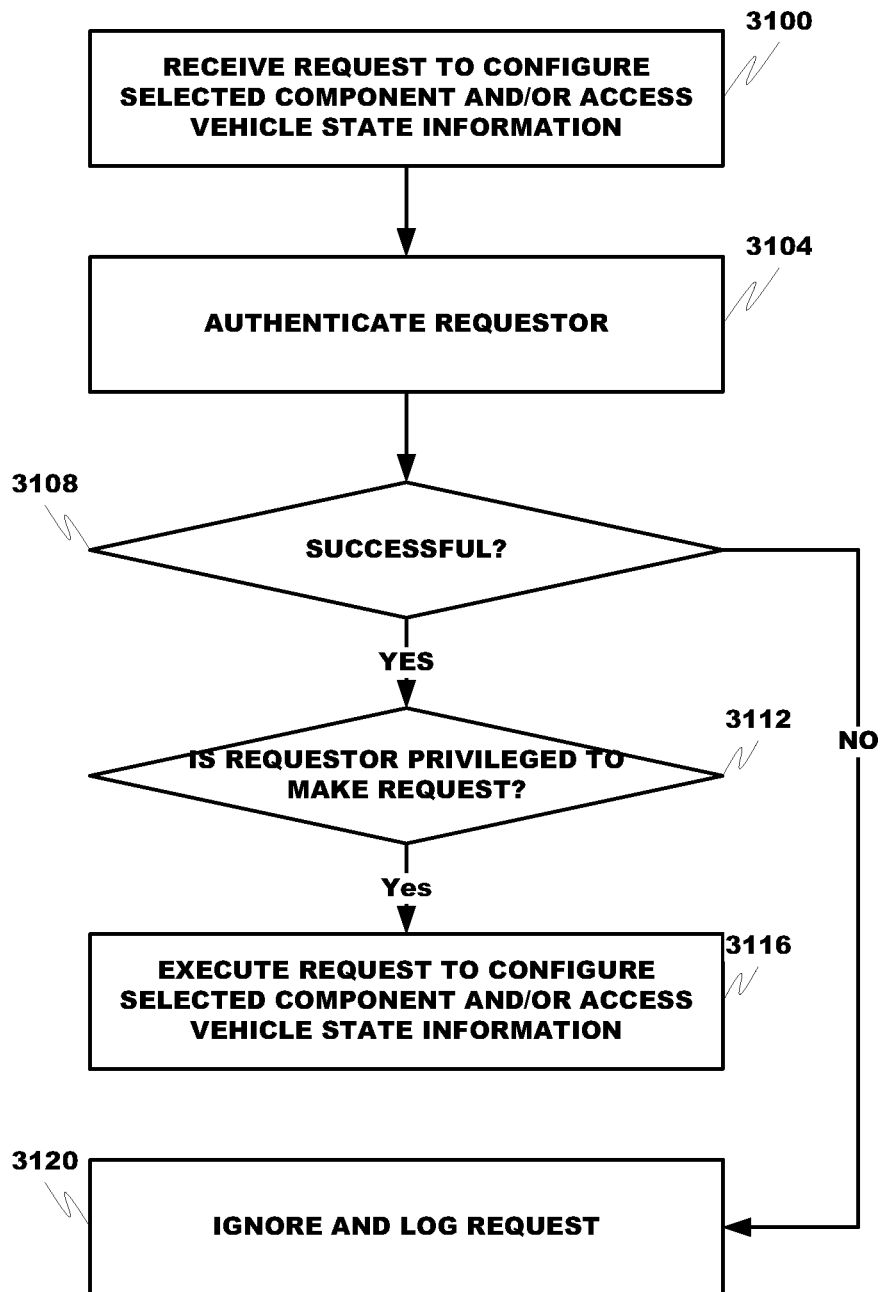 3100
RECEIVE REQUEST TO CONFIGURE
SELECTED COMPONENT AND/OR ACCESS
VEHICLE STATE INFORMATION
3104
AUTHENTICATE REQUESTOR
3108
SUCCESSFUL?
YES
3112
IS REQUESTOR PRIVILEGED TO
MAKE REQUEST?
NO
Yes
3116
EXECUTE REQUEST TO CONFIGURE
SELECTED COMPONENT AND/OR ACCESS
VEHICLE STATE INFORMATION
3120
IGNORE AND LOG REQUEST